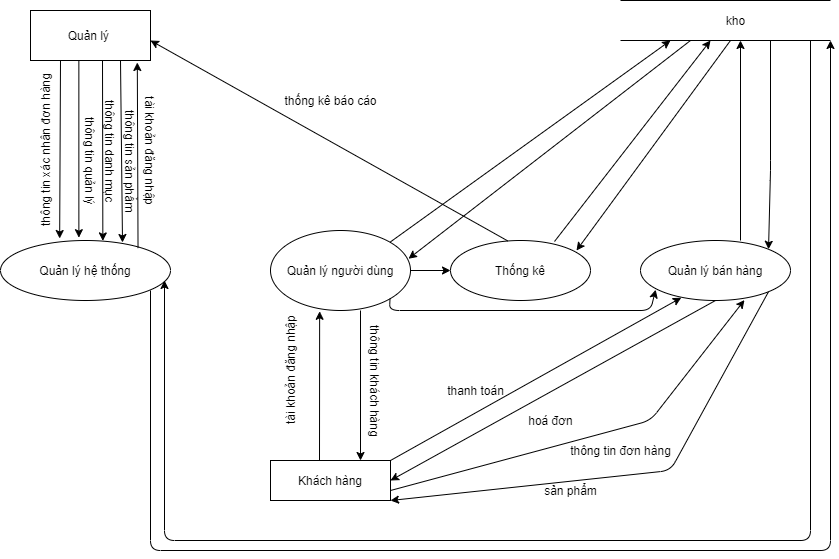 Quản lý
kho
thống kê báo cáo
thông tin xác nhân đơn hàng
thông tin quản lý
thông tin danh mục
thông tin sản phẩm
tài khoản đăng nhập
Quản lý hệ thống
Quản lý người dùng
Thống kê
Quản lý bán hàng
tài khoản đăng nhập
thông tin khách hàng
thanh toán
hoá đơn
thông tin đơn hàng
sản phẩm
Khách hàng